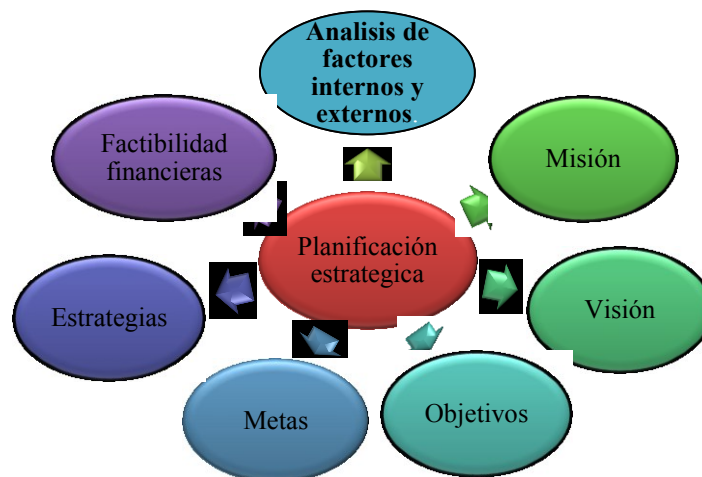 Analisis de
factores
internos y
externos.
Factibilidad
financieras
Misión
Planificación
estrategica
Estrategias
Visión
Metas
Objetivos